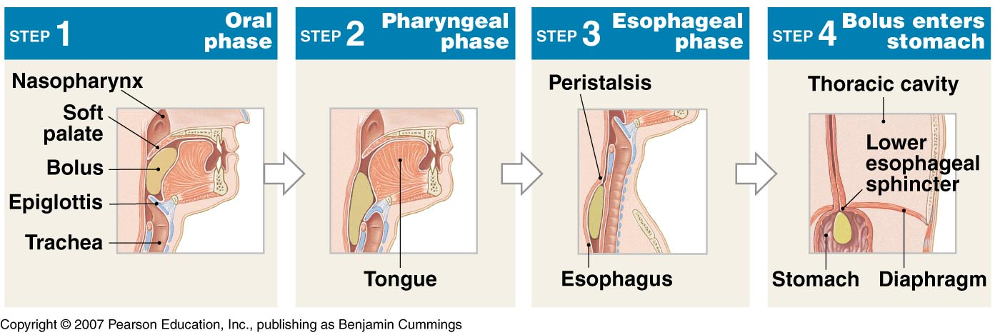 STEP 1 Oral
phase
Nasopharynx
Soft
palate
Bolus
Epiglottis
Trachea
STEP 2 Pharyngeal
phase
Tongue
STEP 3 Esophageal
phase
Peristalsis
Esophagus
STEP 4 Bolus enters
stomach
Thoracic cavity
Lower
esophageal
sphincter
Stomach Diaphragm
Copyright © 2007 Pearson Education, Inc., publishing as Benjamin Cummings